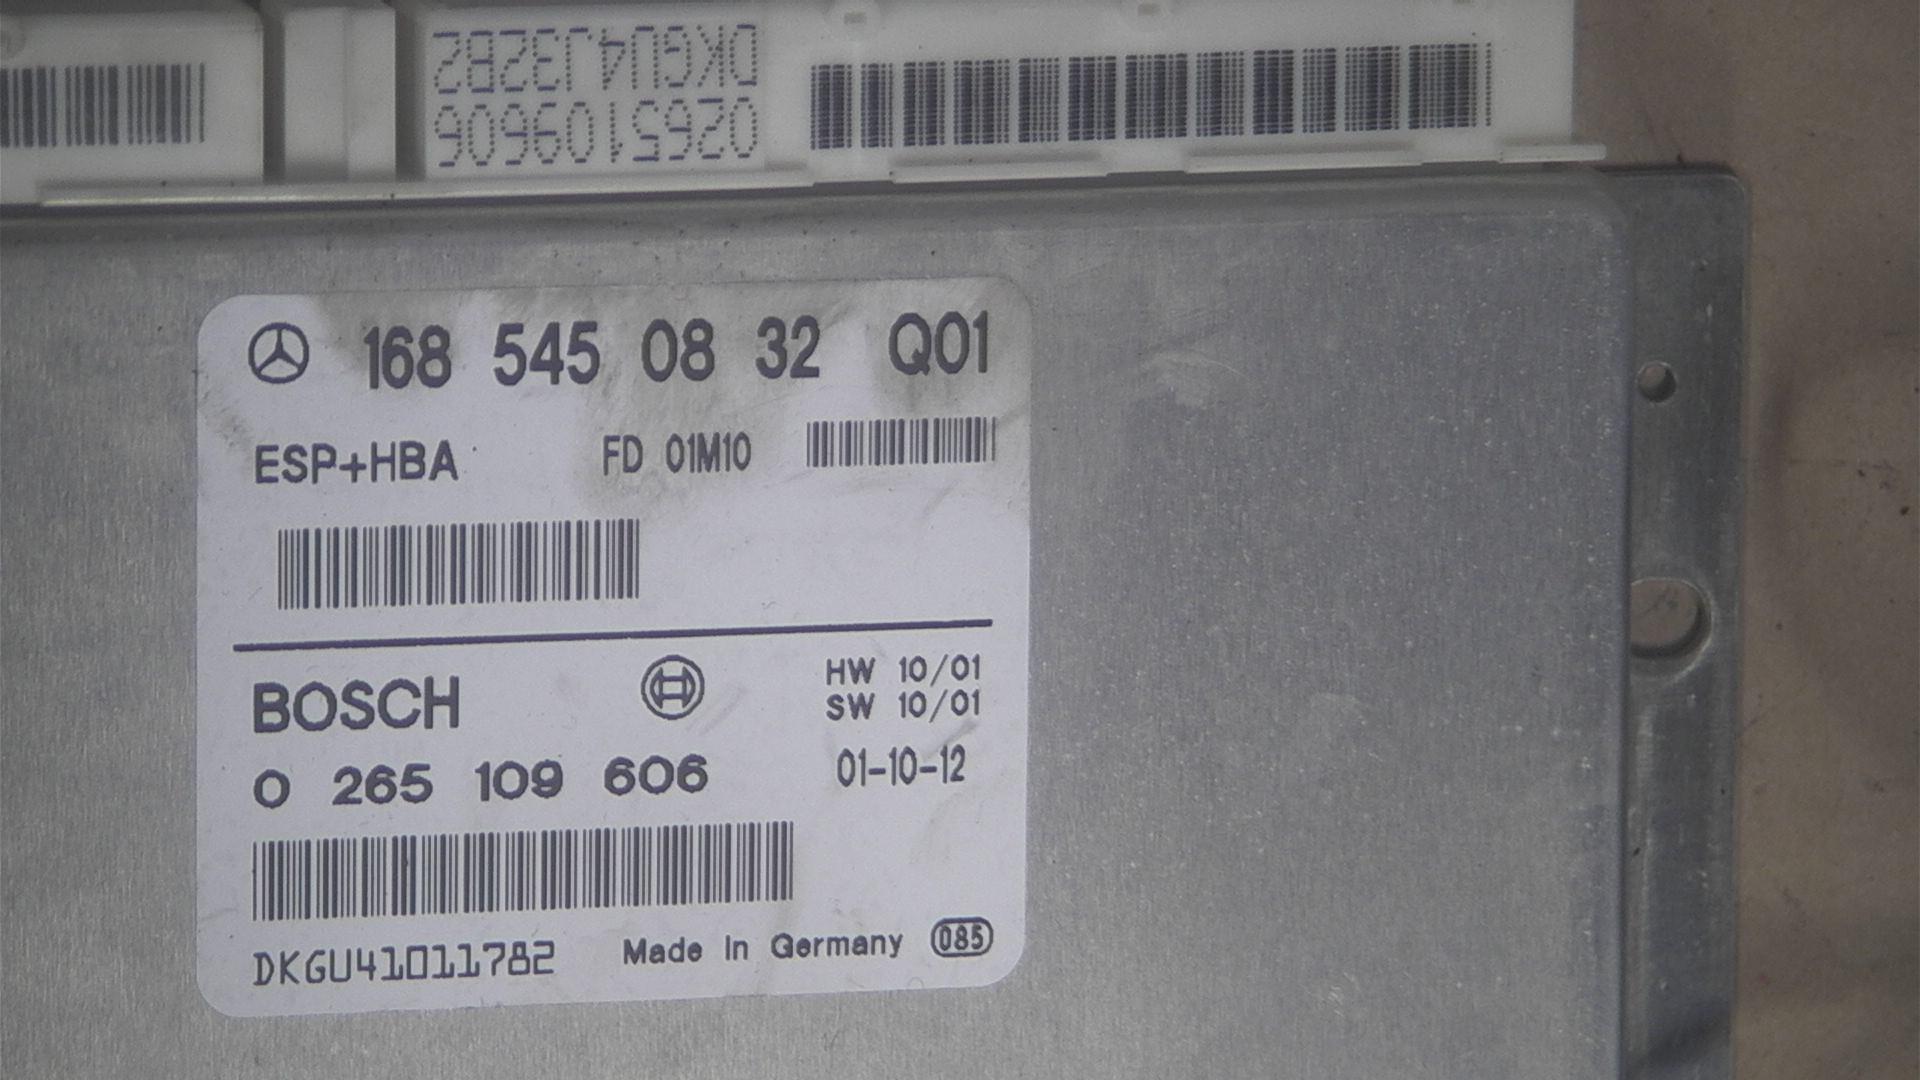 DKGU4J32B2
0265109606
168 545 08 32 Q01
ESP+HBA FD 01M10
BOSCH
HW 10/01
SW 10/01
0 265 109 606
01-10-12
DKGU41011782 Made In Germany 085